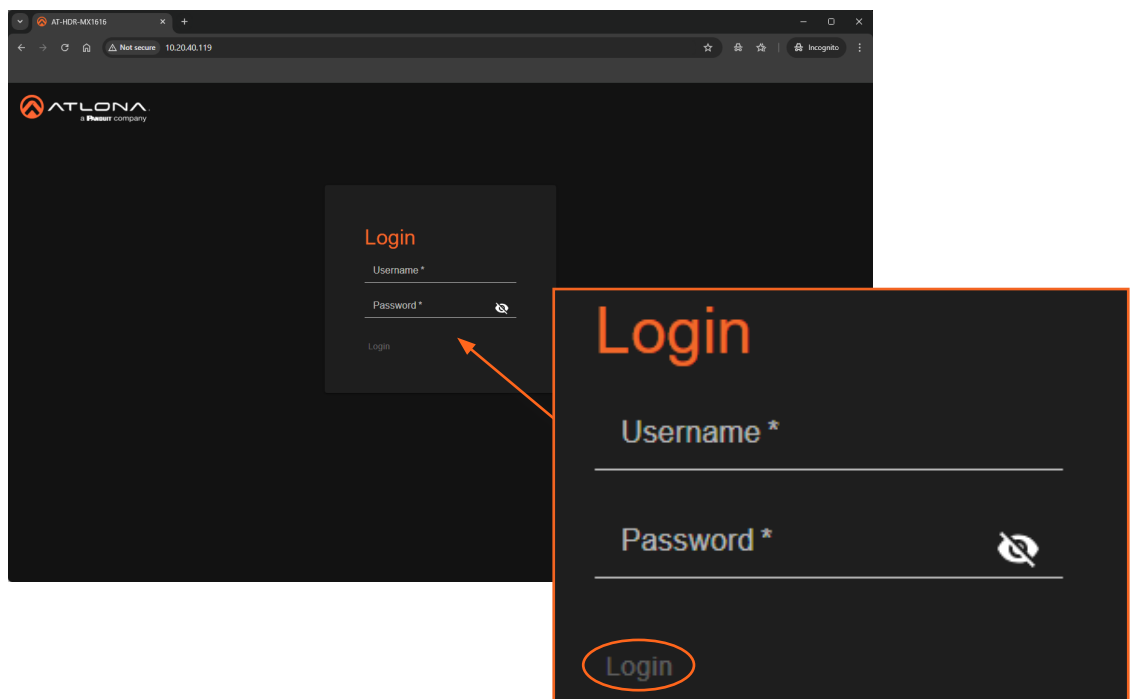 AT-HDR-MX1616
Not secure 10.20.40.119
Incognito
ATLONA
a PANDUIT company
Login
Username *
Password *
Login
Login
Username *
Password *
Login